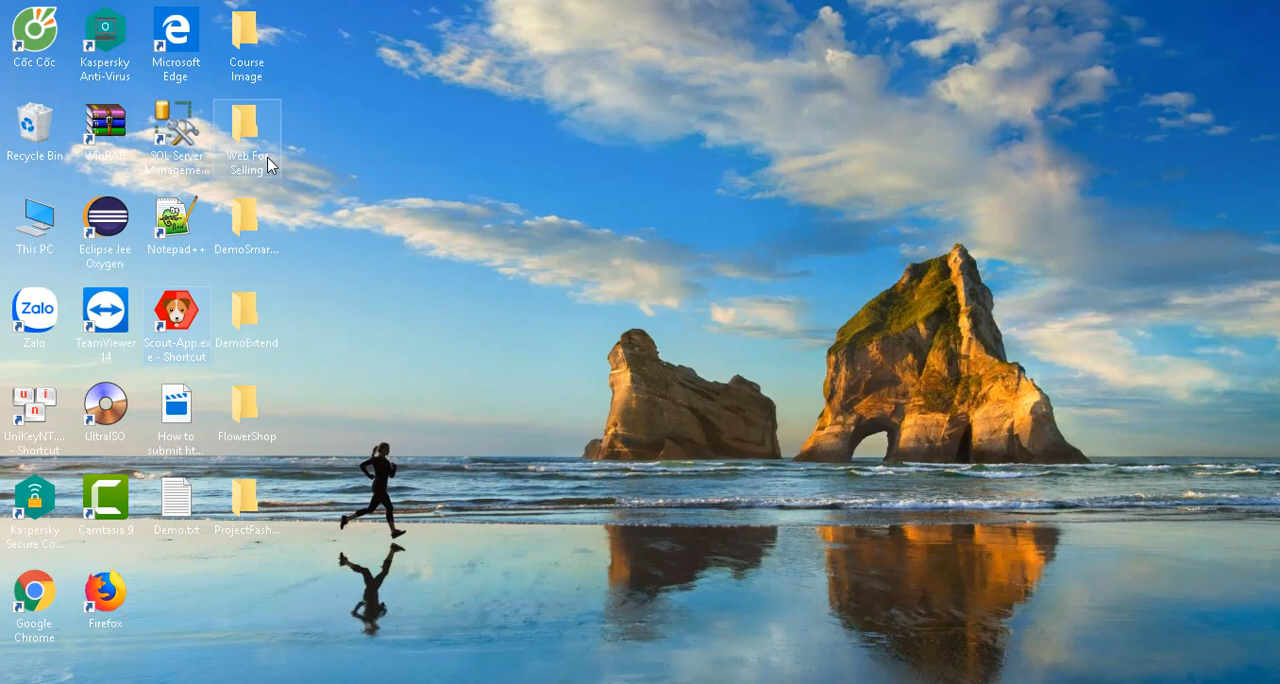 Cốc Cốc
Kaspersky
Anti-Virus
Microsoft
Edge
Course
Image
Recycle Bin
WinRAR
SQL Server
Manageme...
Web For
Selling
This PC
Eclipse Jee
Oxygen
Notepad++
DemoSmar...
Zalo
Zalo
TeamViewer
14
Scout-App.ex
e - Shortcut
DemoExtend
u i
n
UniKeyNT....
- Shortcut
UltraISO
How to
submit ht...
FlowerShop
Kaspersky
Secure Co...
Camtasia 9
Demo.txt
ProjectFash...
Google
Chrome
Firefox